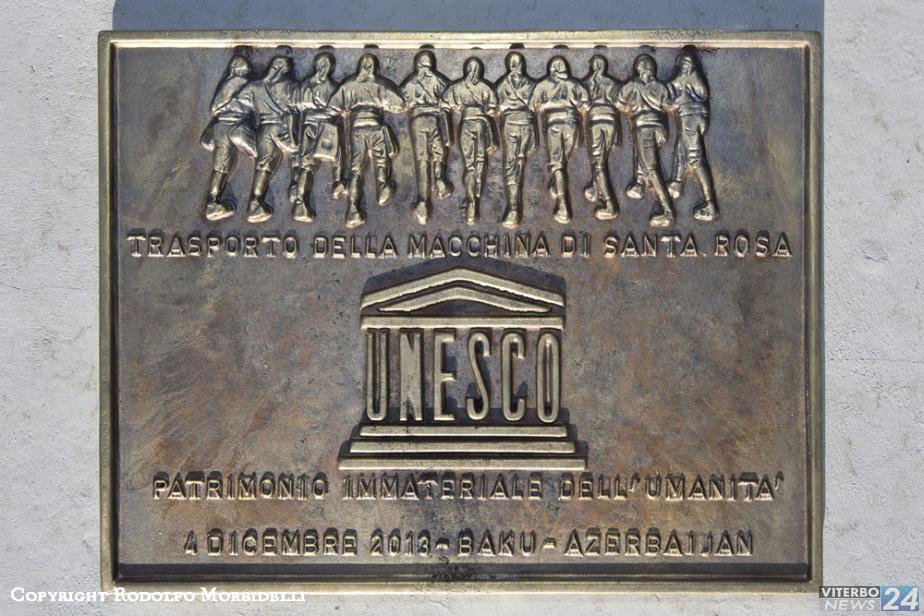 TRASPORTO DELLA MACCHINA DI SANTA ROSA
UNESCO
PATRIMONIO IMMATERIALE DELL'UMANITA'
4 DICEMBRE 2013 - BAKU - AZERBAIJAN
COPYRIGHT RODOLFO MORBIDELLI
VITERBO
NEWS 24